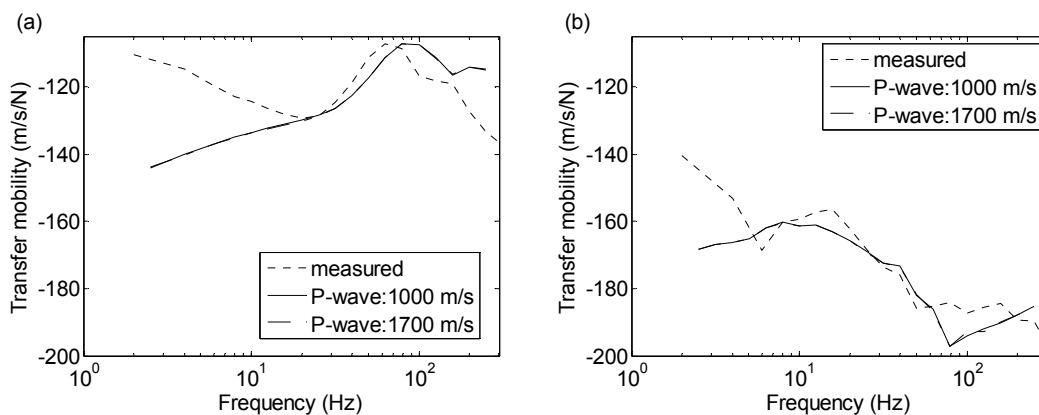 (a)
Transfer mobility (m/s/N)
-120
-140
-160
-180
-200
10^0
10^1
10^2
Frequency (Hz)
measured
P-wave:1000 m/s
P-wave:1700 m/s
(b)
Transfer mobility (m/s/N)
-120
-140
-160
-180
-200
10^0
10^1
10^2
Frequency (Hz)
measured
P-wave:1000 m/s
P-wave:1700 m/s